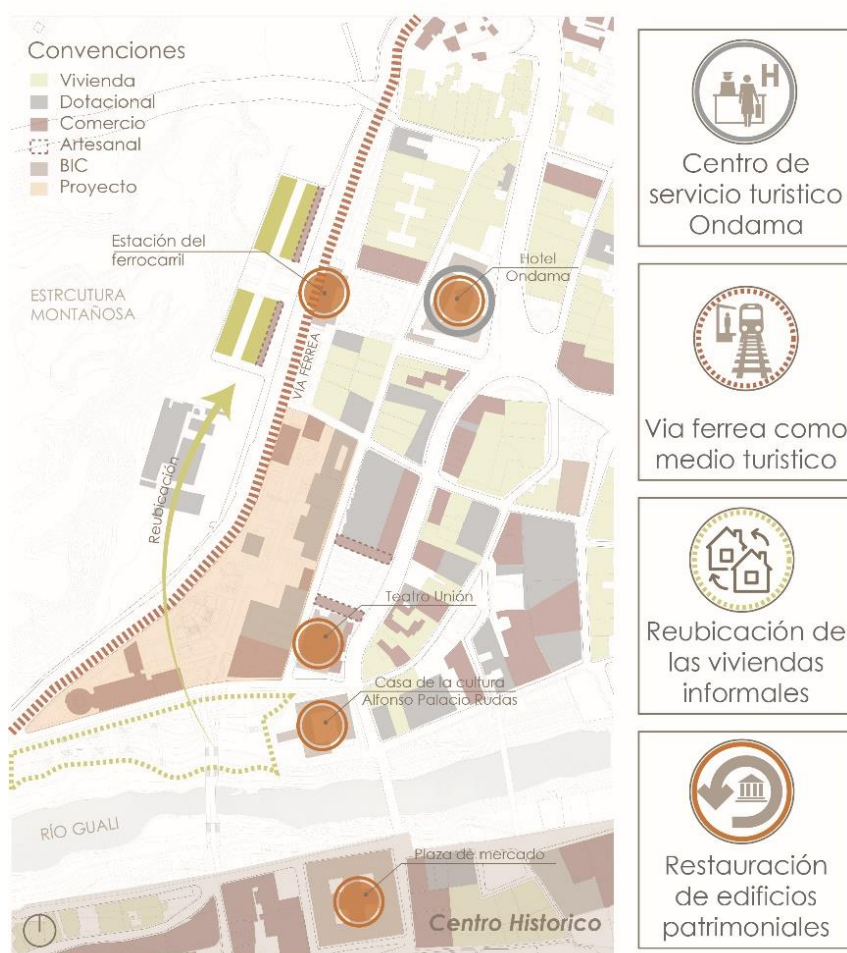 Convenciones
Vivienda
Dotacional
Comercio
Artesanal
BIC
Proyecto
Estación del
ferrocarril
Hotel
Ondama
ESTRCUTURA
MONTAÑOSA
VIA FERREA
Reubicación
Teatro Unión
Casa de la cultura
Alfonso Palacio Rudas
RÍO GUALI
Plaza de mercado
Centro Historico
H
Centro de
servicio turistico
Ondama
Via ferrea como
medio turistico
Reubicación de
las viviendas
informales
Restauración
de edificios
patrimoniales